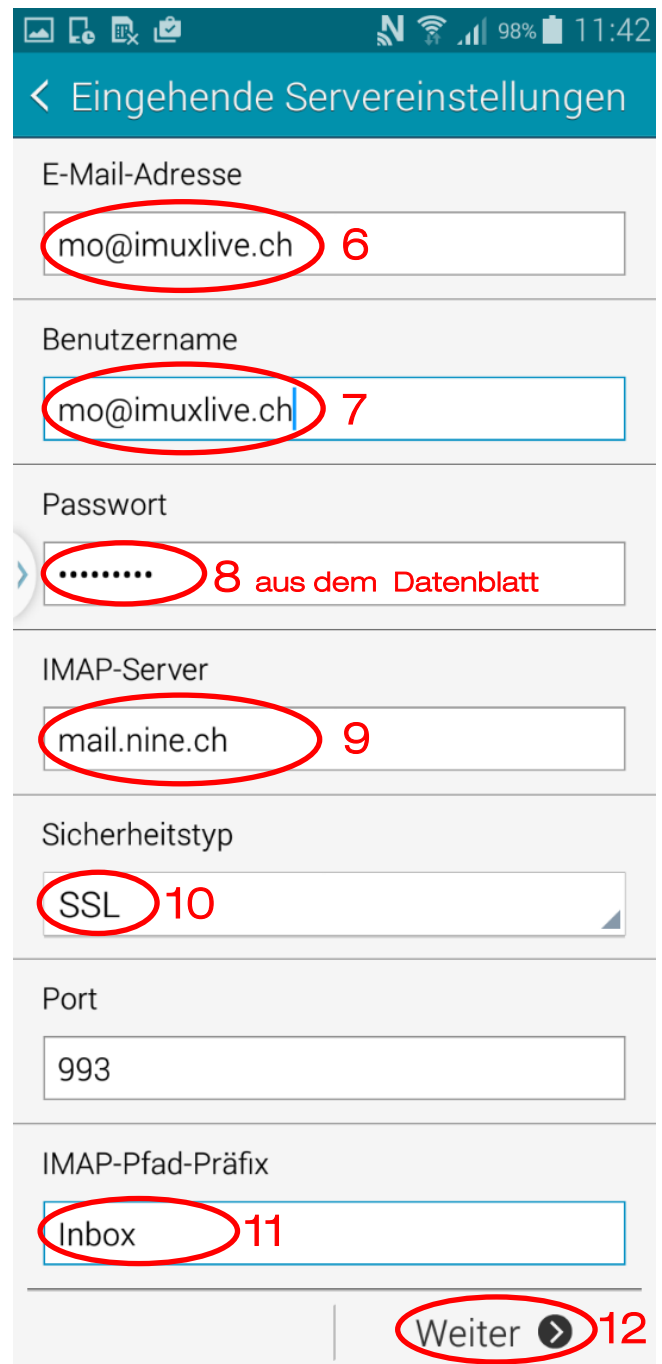 98% 11:42
Eingehende Servereinstellungen
E-Mail-Adresse
mo@imuxlive.ch 6
Benutzername
mo@imuxlive.ch 7
Passwort
••••••••• 8 aus dem Datenblatt
IMAP-Server
mail.nine.ch 9
Sicherheitstyp
SSL 10
Port
993
IMAP-Pfad-Präfix
Inbox 11
Weiter 12